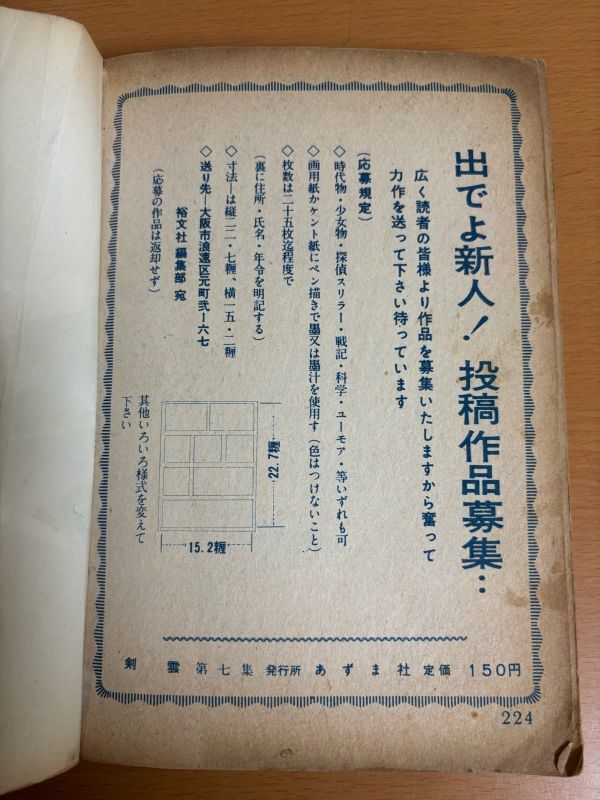 出でよ新人！投稿作品募集‥
広く読者の皆様より作品を募集いたしますから奮って
力作を送って下さい待っています
(応募規定)
◇時代物・少女物・探偵スリラー・戦記・科学・ユーモア・等いずれも可
◇画用紙かケント紙にペン描きで墨又は墨汁を使用す(色はつけないこと)
◇枚数は二十五枚迄程度で
(裏に住所・氏名・年令を明記する)
◇寸法―は縦二二・七糎、横一五・二糎
◇送り先―大阪市浪速区元町弐ー六七
裕文社 編集部 宛
(応募の作品は返却せず)
22.7糎
15.2糎
其他いろいろ様式を変えて
下さい
剣雲 第七集 発行所 あずま社 定価 150円
224